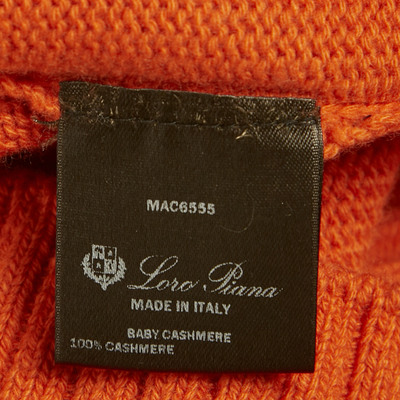 MAC6555
Loro Piana
MADE IN ITALY
BABY CASHMERE
100% CASHMERE